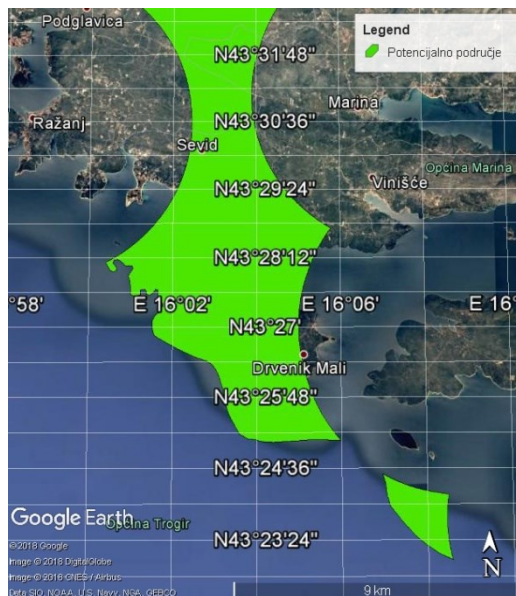 Podglavica
Legend
Potencijalno područje
N43°31'48"
Marina
N43°30'36"
Ražanj
Sevid
Općina Marina
N43°29'24"
Vinišće
N43°28'12"
°58'
E 16°02'
E 16°06'
E 16°
N43°27'
Drvenik Mali
N43°25'48"
N43°24'36"
Google Earth
Općina Trogir
N43°23'24"
©2018 Google
Image © 2018 DigitalGlobe
Image © 2018 CNES / Airbus
Data SIO, NOAA, U.S. Navy, NGA, GEBCO
9 km
N